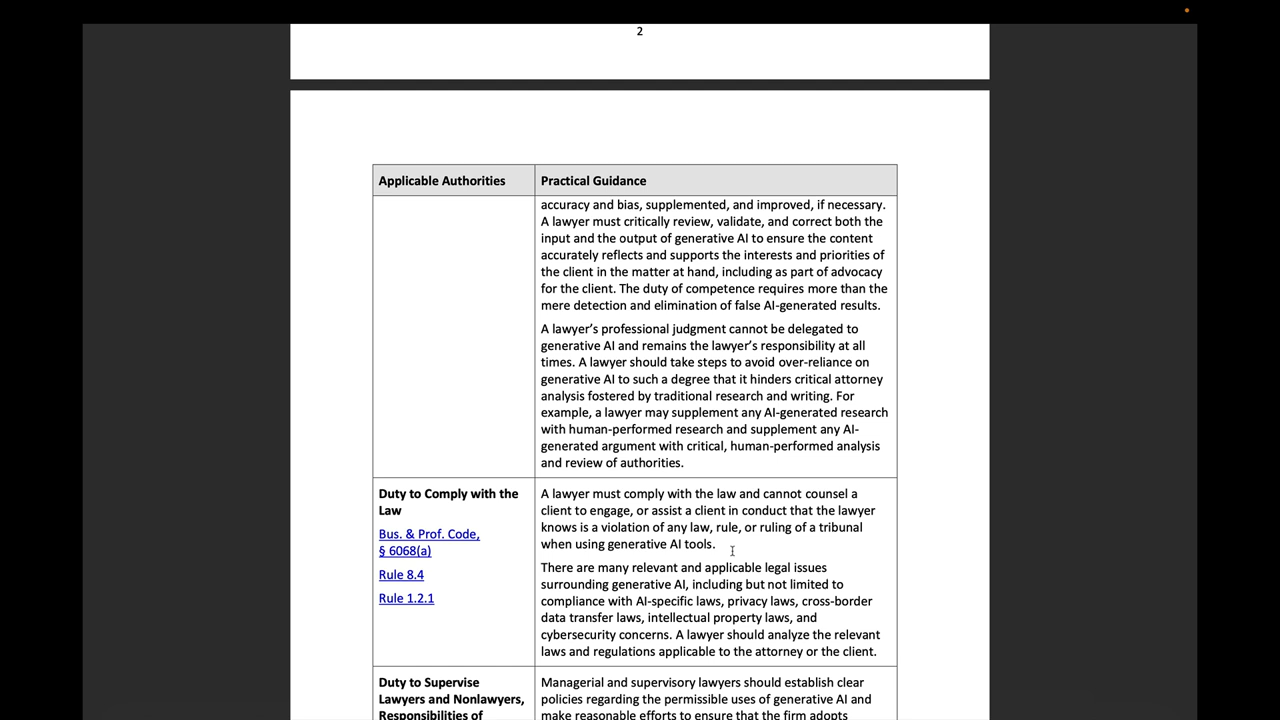 2
Applicable Authorities
Practical Guidance
accuracy and bias, supplemented, and improved, if necessary.
A lawyer must critically review, validate, and correct both the
input and the output of generative AI to ensure the content
accurately reflects and supports the interests and priorities of
the client in the matter at hand, including as part of advocacy
for the client. The duty of competence requires more than the
mere detection and elimination of false AI-generated results.
A lawyer’s professional judgment cannot be delegated to
generative AI and remains the lawyer’s responsibility at all
times. A lawyer should take steps to avoid over-reliance on
generative AI to such a degree that it hinders critical attorney
analysis fostered by traditional research and writing. For
example, a lawyer may supplement any AI-generated research
with human-performed research and supplement any AI-
generated argument with critical, human-performed analysis
and review of authorities.
Duty to Comply with the
Law
Bus. & Prof. Code,
§ 6068(a)
Rule 8.4
Rule 1.2.1
A lawyer must comply with the law and cannot counsel a
client to engage, or assist a client in conduct that the lawyer
knows is a violation of any law, rule, or ruling of a tribunal
when using generative AI tools.
There are many relevant and applicable legal issues
surrounding generative AI, including but not limited to
compliance with AI-specific laws, privacy laws, cross-border
data transfer laws, intellectual property laws, and
cybersecurity concerns. A lawyer should analyze the relevant
laws and regulations applicable to the attorney or the client.
Duty to Supervise
Lawyers and Nonlawyers,
Responsibilities of
Managerial and supervisory lawyers should establish clear
policies regarding the permissible uses of generative AI and
make reasonable efforts to ensure that the firm adopts